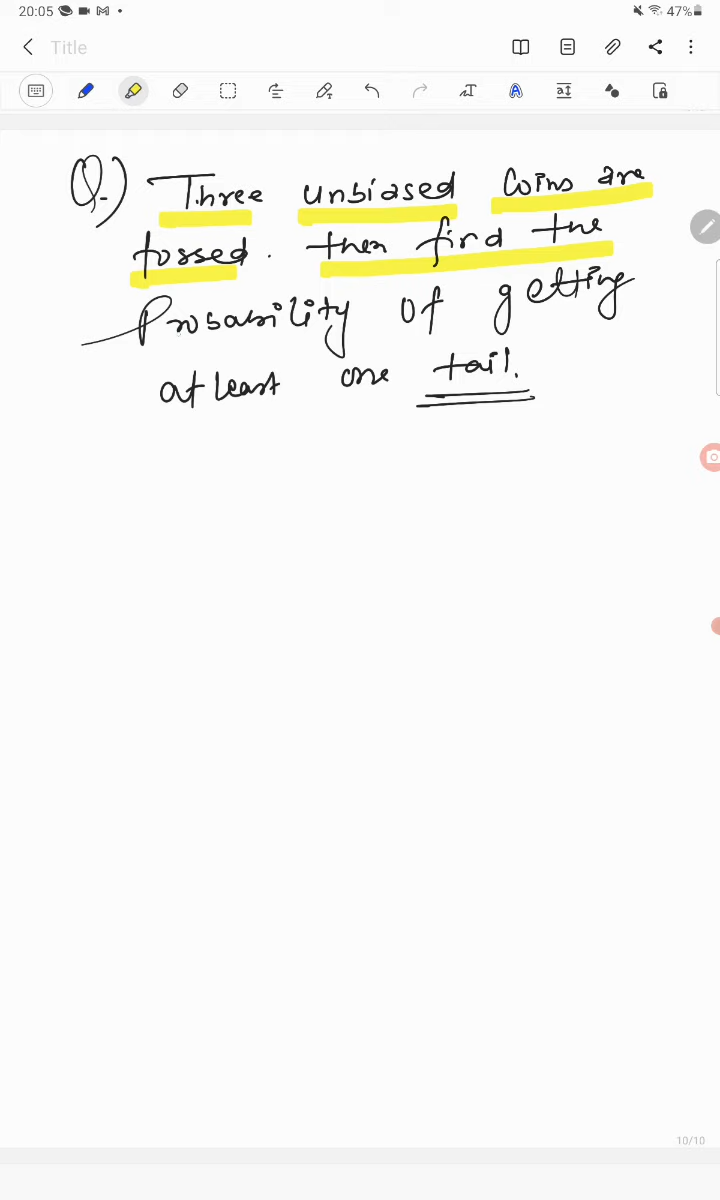 20:05
47%
Title
Q.) Three unbiased Coins are
tossed. then find the
Probability of getting
atleast one tail.
10/10